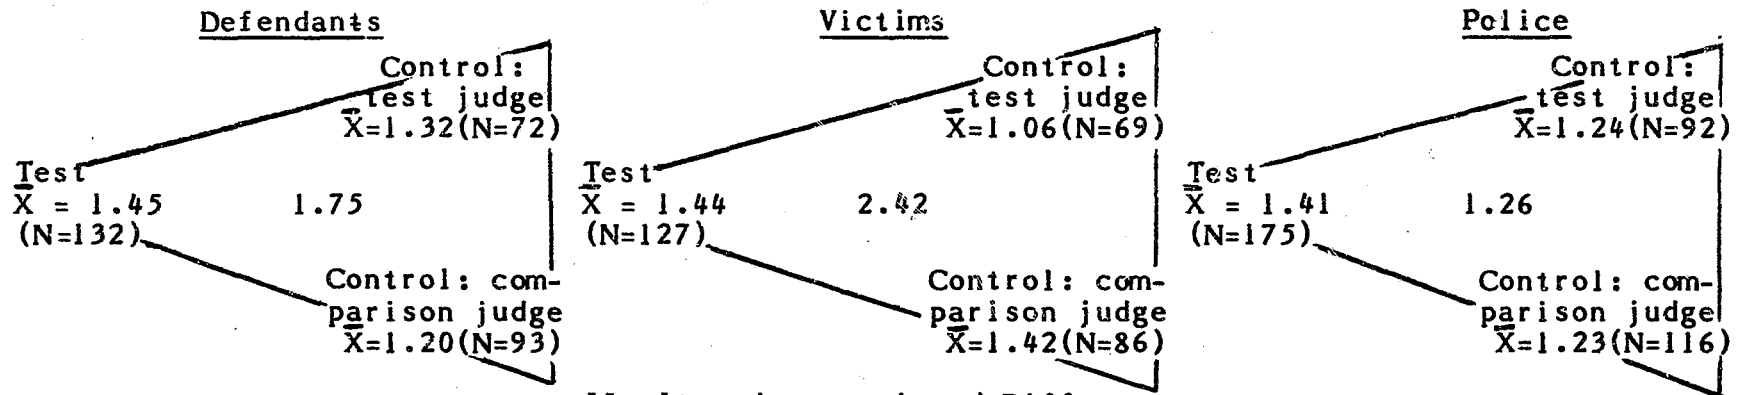 Defendants
Control:
test judge
X̄=1.32(N=72)
Test
X̄ = 1.45 1.75
(N=132)
Control: com-
parison judge
X̄=1.20(N=93)
Victims
Control:
test judge
X̄=1.06(N=69)
Test
X̄ = 1.44 2.42
(N=127)
Control: com-
parison judge
X̄=1.42(N=86)
Police
Control:
test judge
X̄=1.24(N=92)
Test
X̄ = 1.41 1.26
(N=175)
Control: com-
parison judge
X̄=1.23(N=116)